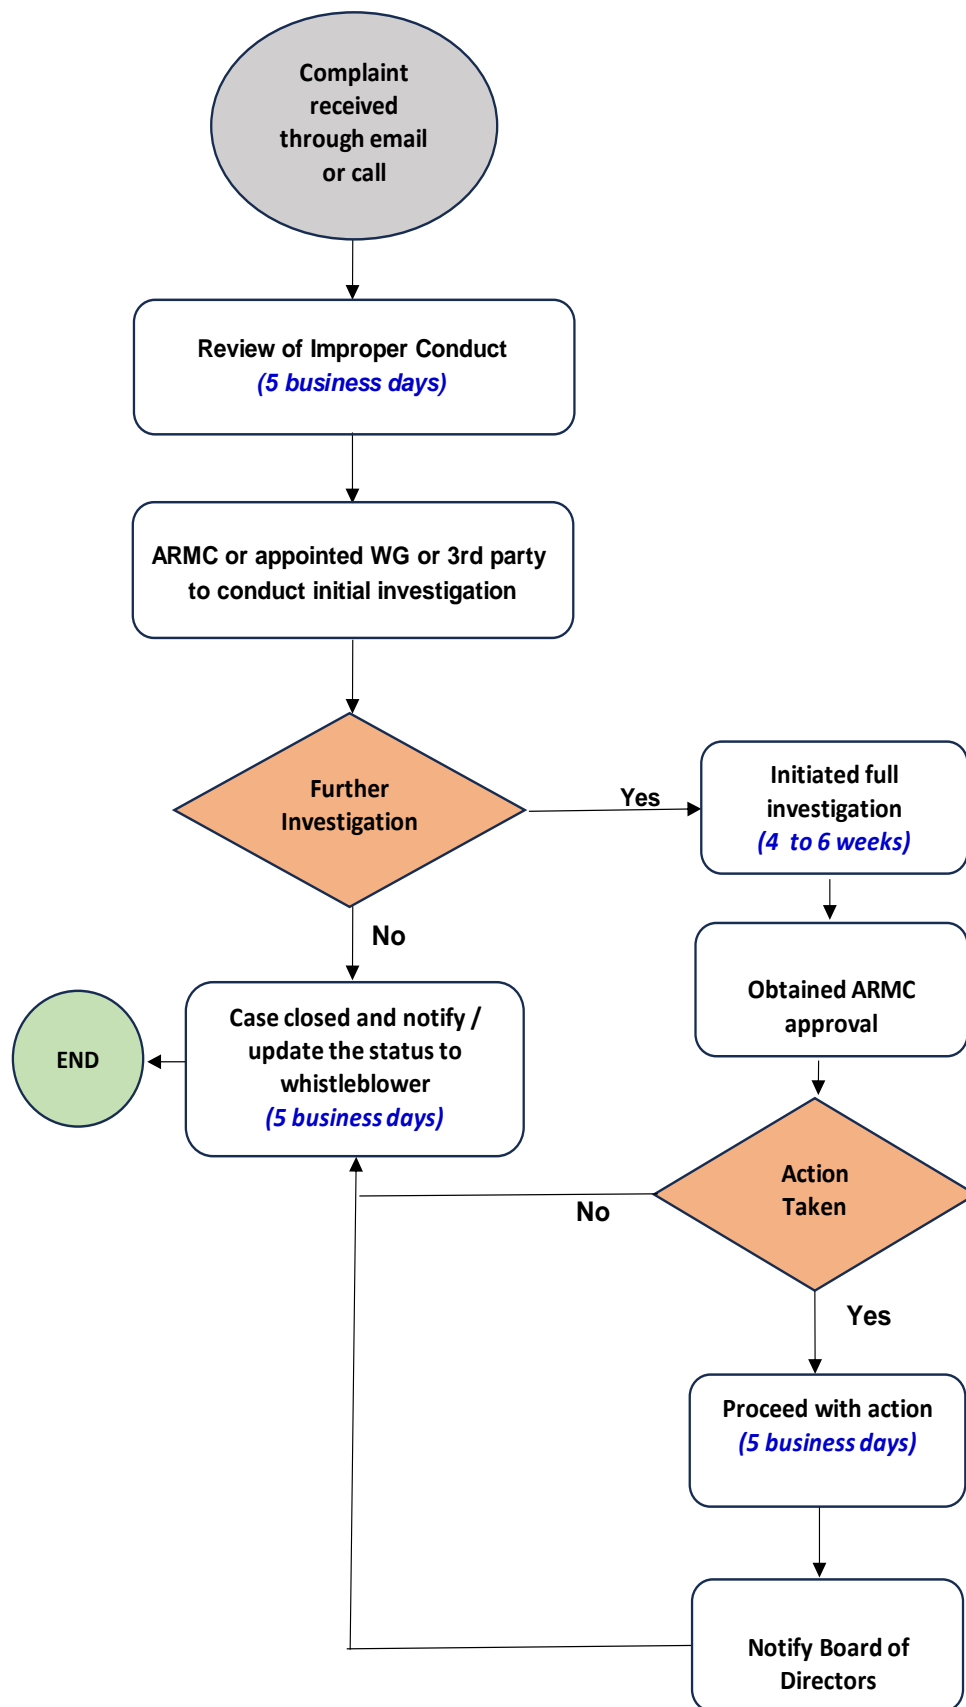 Complaint
received
through email
or call
Review of Improper Conduct
(5 business days)
ARMC or appointed WG or 3rd party
to conduct initial investigation
Further
Investigation
Yes
Initiated full
investigation
(4 to 6 weeks)
No
Obtained ARMC
approval
Case closed and notify /
update the status to
whistleblower
(5 business days)
END
Action
Taken
No
Yes
Proceed with action
(5 business days)
Notify Board of
Directors